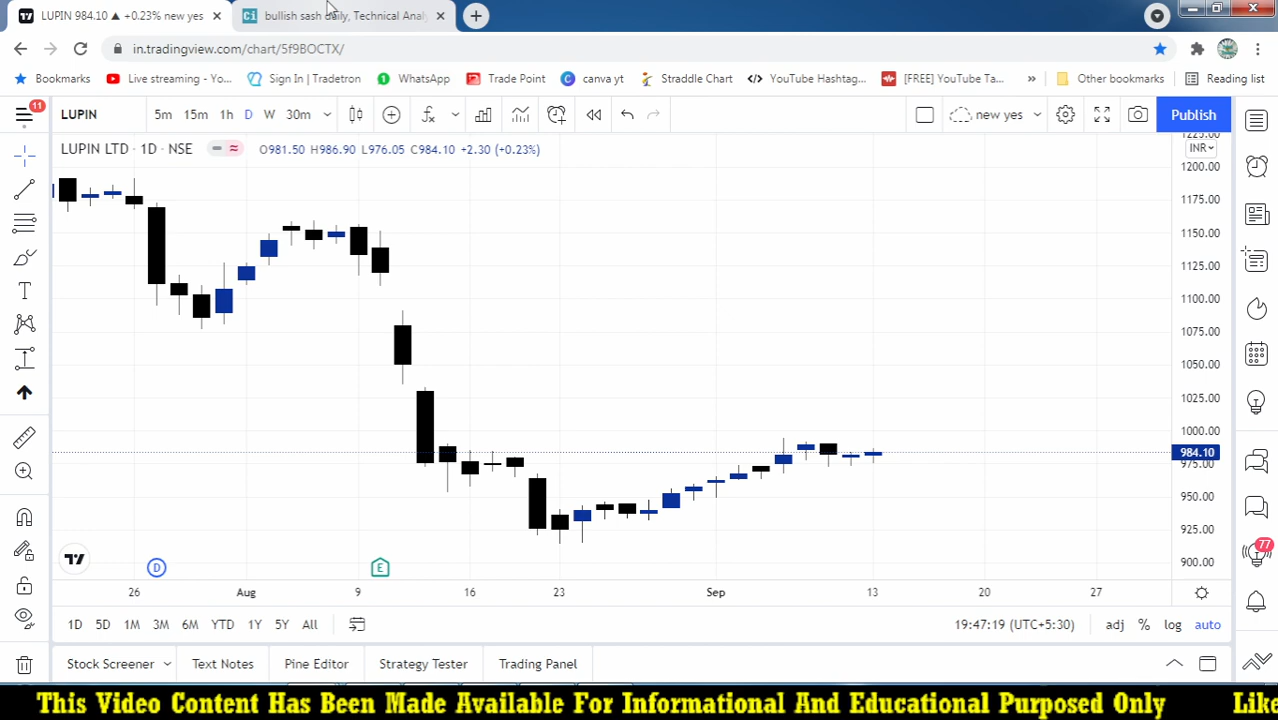 LUPIN 984.10 ▲ +0.23% new yes
Ci bullish sash daily, Technical Analy
in.tradingview.com/chart/5f9BOCTX/
Bookmarks Live streaming - Yo... Sign In | Tradetron WhatsApp Trade Point canva yt Straddle Chart YouTube Hashtag... [FREE] YouTube Ta... » Other bookmarks Reading list
11 LUPIN 5m 15m 1h D W 30m new yes Publish
LUPIN LTD · 1D · NSE O981.50 H986.90 L976.05 C984.10 +2.30 (+0.23%)
1225.00
INR
1200.00
1175.00
1150.00
1125.00
1100.00
1075.00
1050.00
1025.00
1000.00
984.10
975.00
950.00
925.00
900.00
77
D E
26 Aug 9 16 23 Sep 13 20 27
1D 5D 1M 3M 6M YTD 1Y 5Y All 19:47:19 (UTC+5:30) adj % log auto
Stock Screener Text Notes Pine Editor Strategy Tester Trading Panel
This Video Content Has Been Made Available For Informational And Educational Purposed Only Like